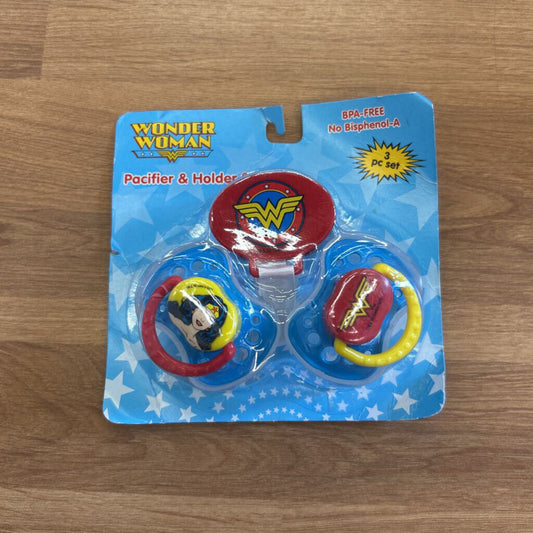 WONDER
WOMAN
BPA-FREE
No Bisphenol-A
3
pc set
Pacifier & Holder